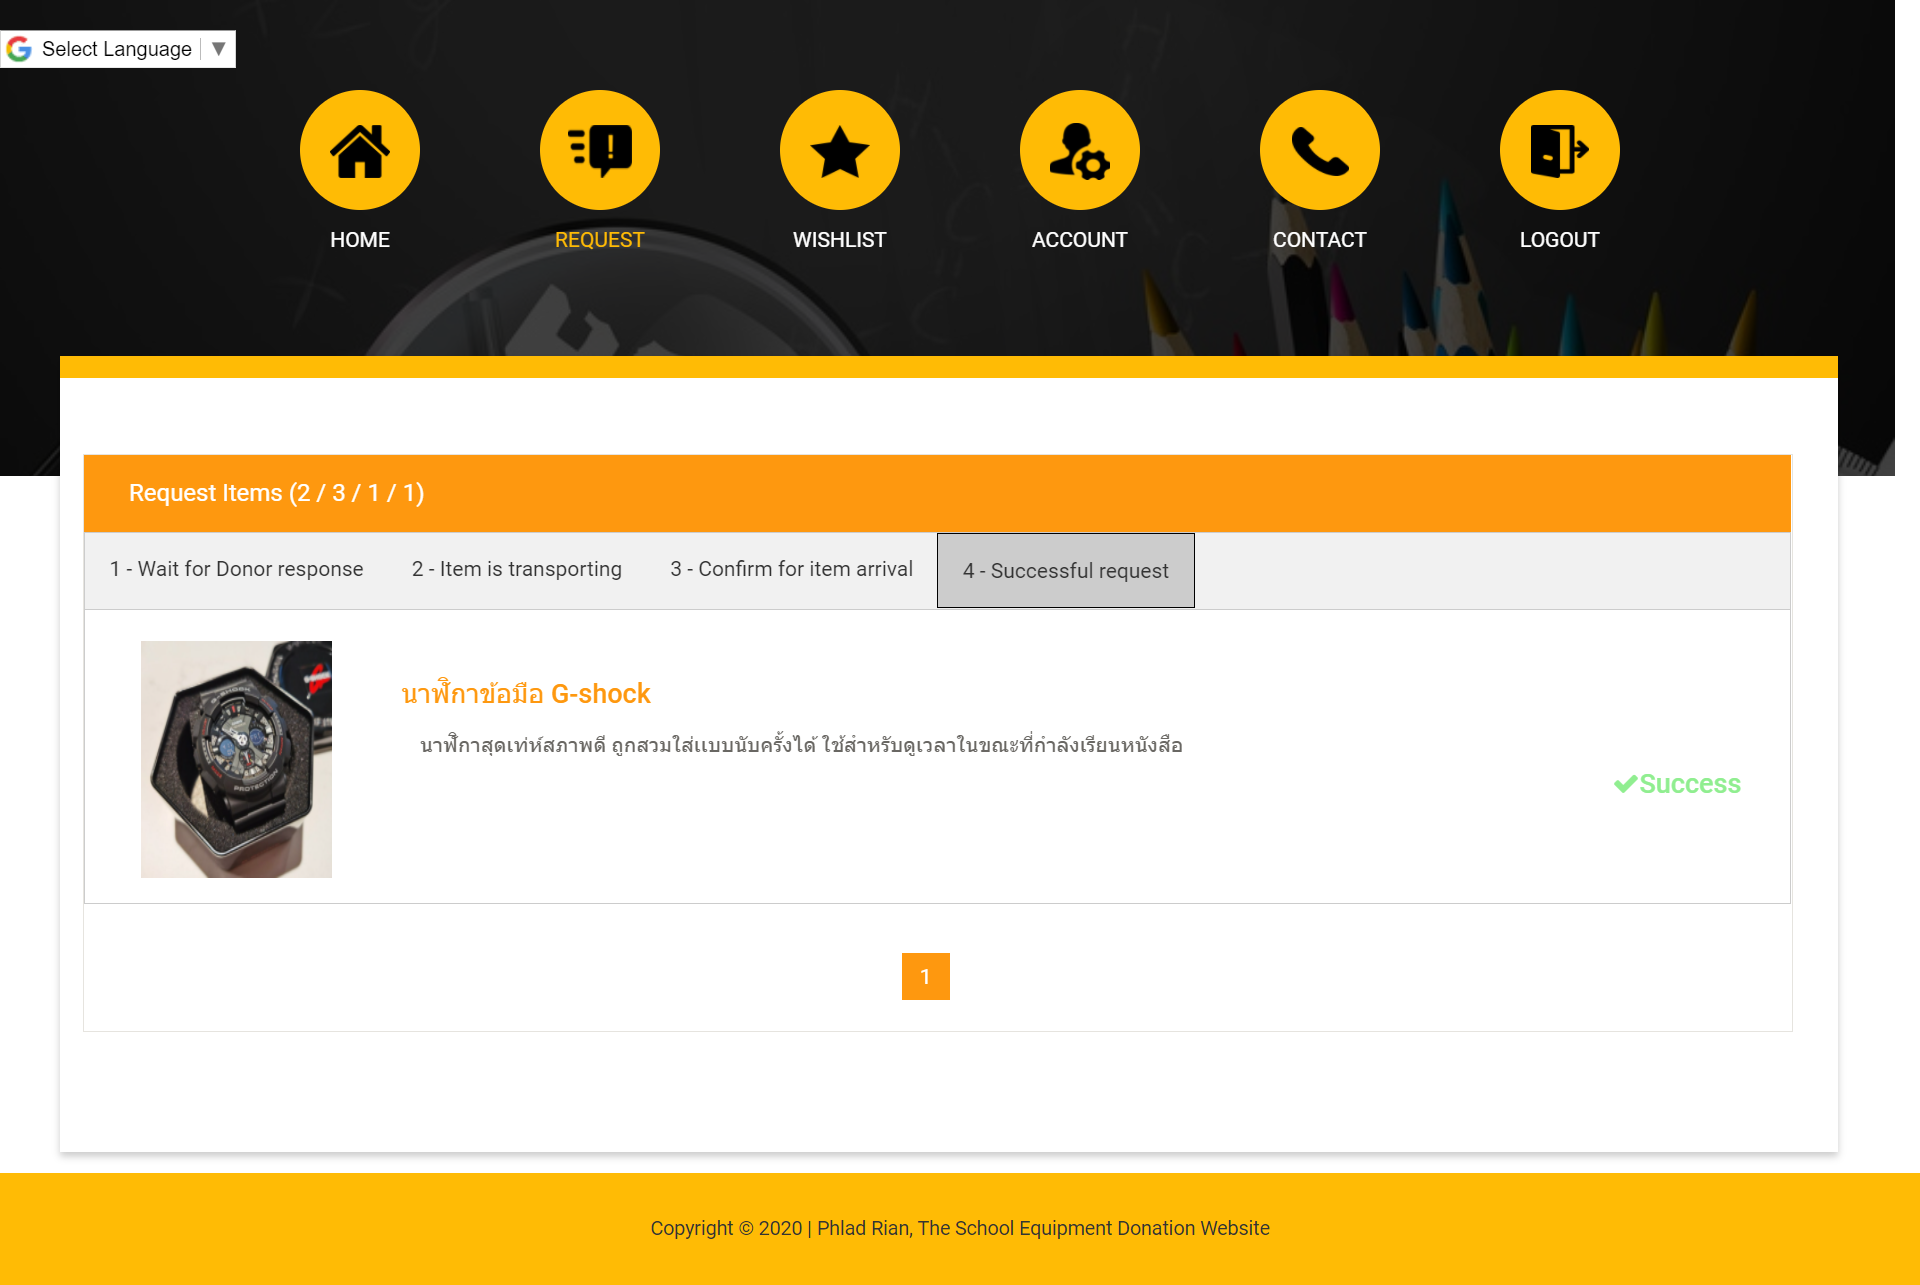 Select Language ▼
HOME
REQUEST
WISHLIST
ACCOUNT
CONTACT
LOGOUT
Request Items (2 / 3 / 1 / 1)
1 - Wait for Donor response
2 - Item is transporting
3 - Confirm for item arrival
4 - Successful request
นาฬิกาข้อมือ G-shock
นาฬิกาสุดเท่ห์สภาพดี ถูกสวมใส่แบบนับครั้งได้ ใช้สำหรับดูเวลาในขณะที่กำลังเรียนหนังสือ
G-SHOCK
PROTECTION
Success
1
Copyright © 2020 | Phlad Rian, The School Equipment Donation Website